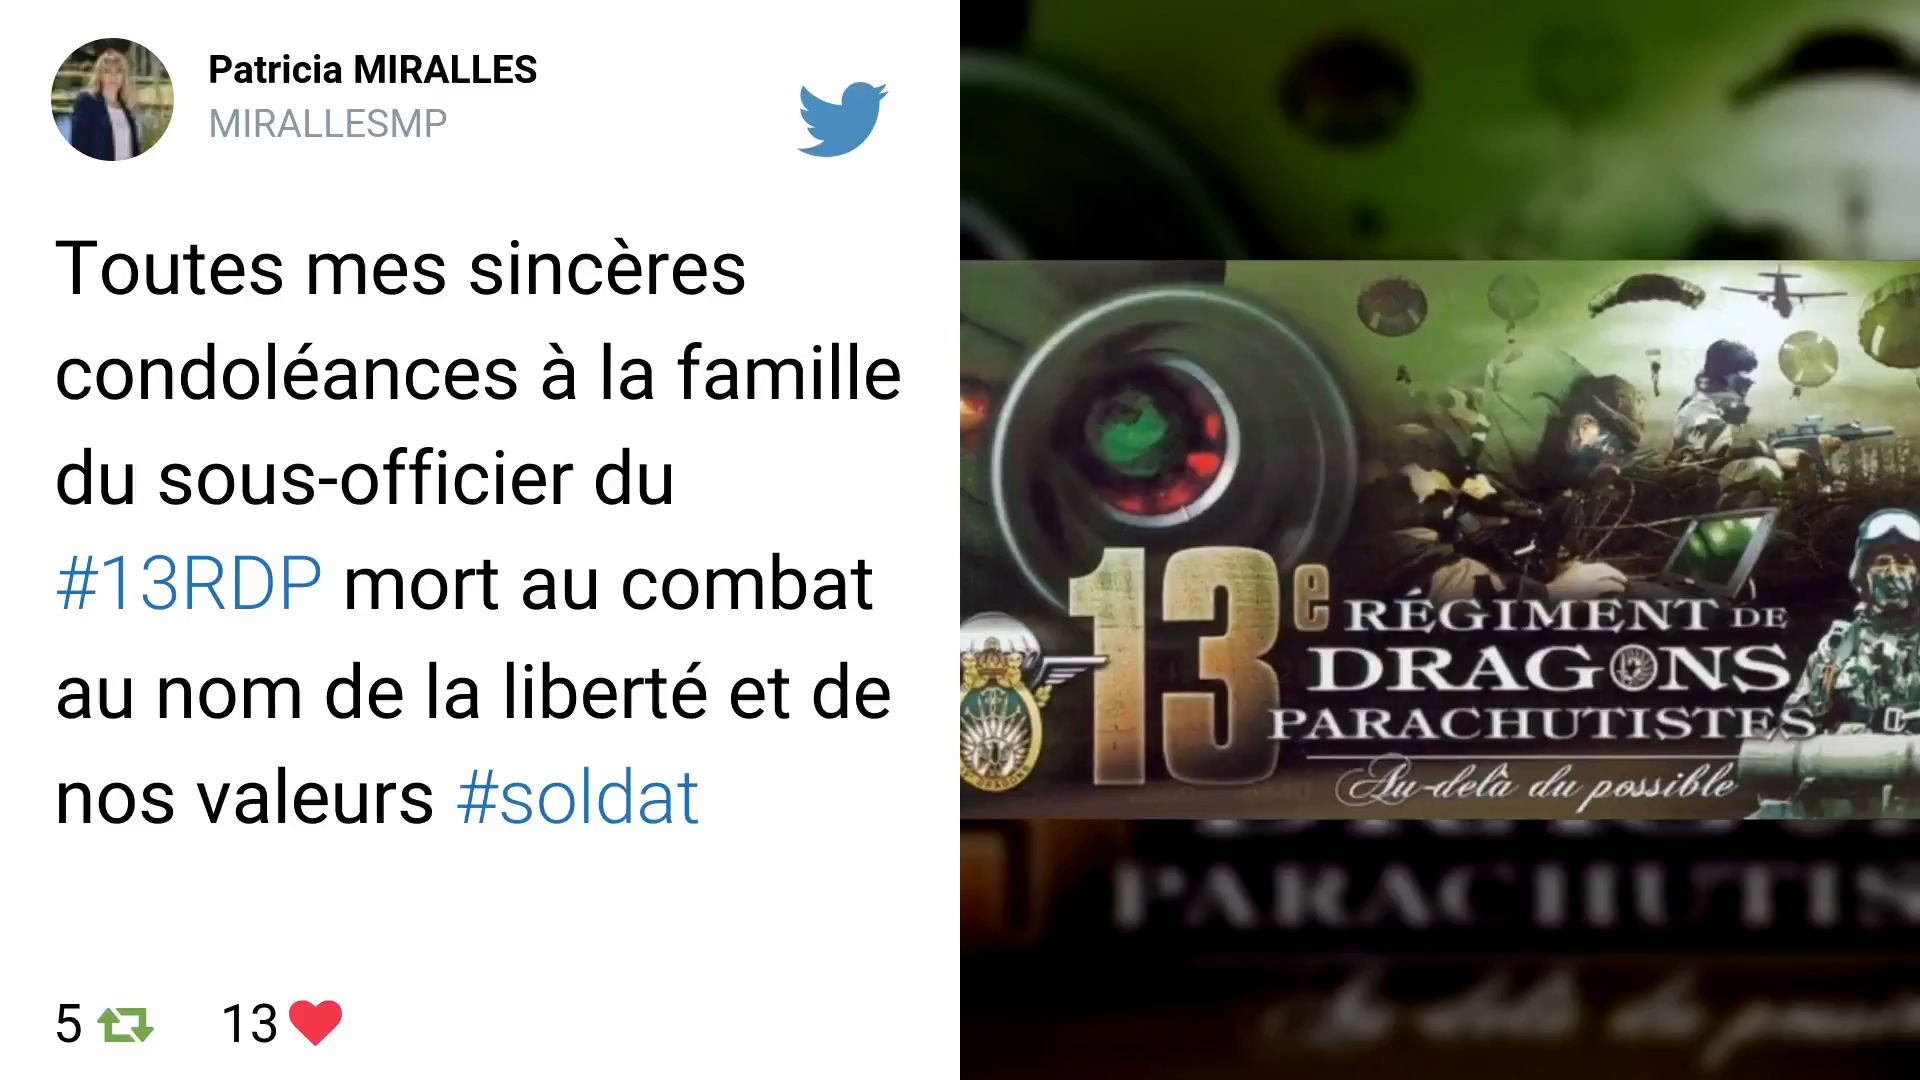 Patricia MIRALLES
MIRALLESMP
Toutes mes sincères
condoléances à la famille
du sous-officier du
#13RDP mort au combat
au nom de la liberté et de
nos valeurs #soldat
5
13
13e RÉGIMENT DE
DRAGONS
PARACHUTISTES
Au-delà du possible
PARACHUTIS